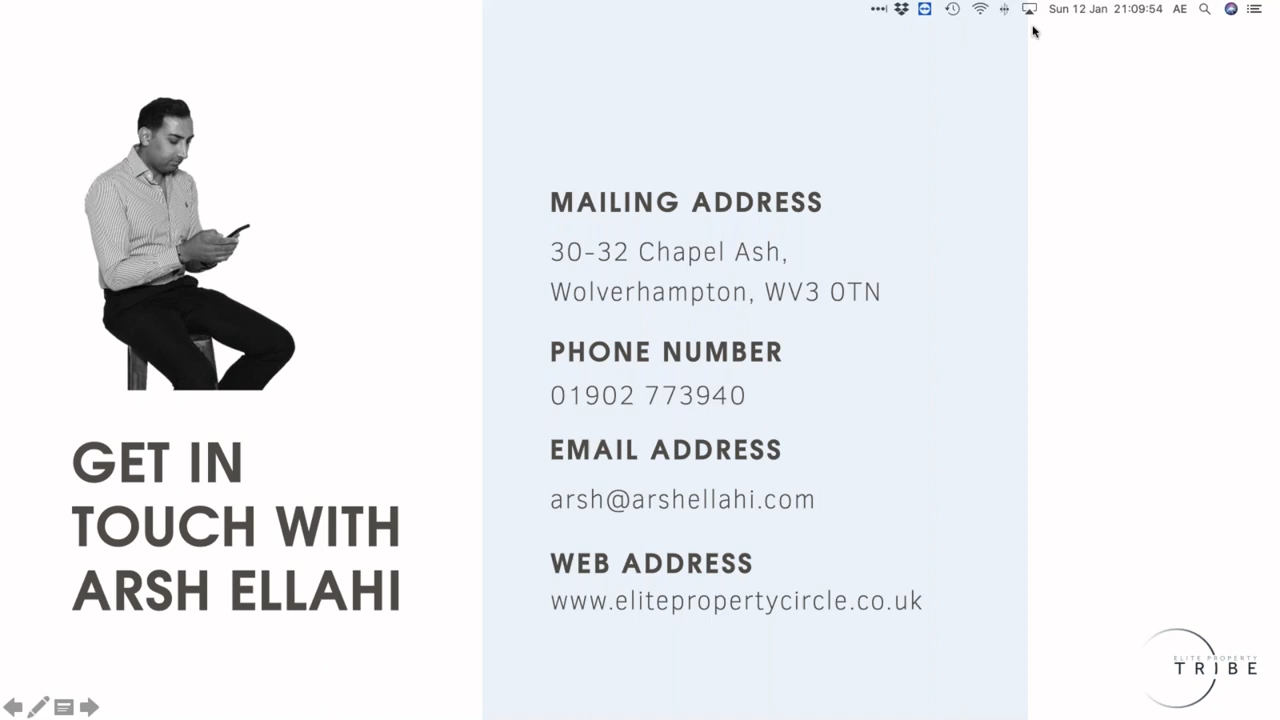 Sun 12 Jan 21:09:54 AE
MAILING ADDRESS
30-32 Chapel Ash,
Wolverhampton, WV3 0TN
PHONE NUMBER
01902 773940
EMAIL ADDRESS
arsh@arshellahi.com
WEB ADDRESS
www.elitepropertycircle.co.uk
GET IN
TOUCH WITH
ARSH ELLAHI
ELITE PROPERTY
TRIBE